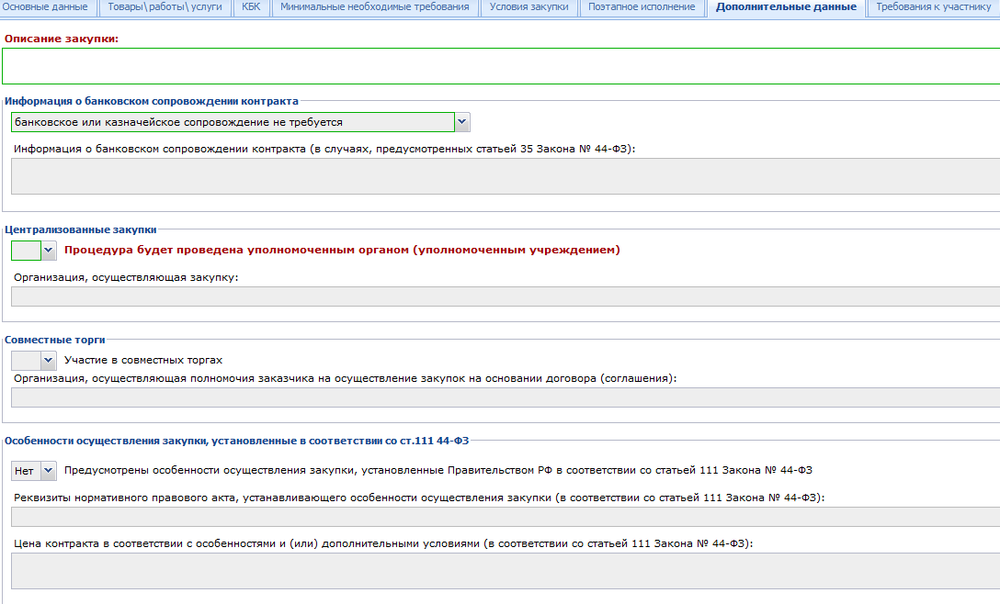 Основные данные Товары\работы\услуги КБК Минимальные необходимые требования Условия закупки Поэтапное исполнение Дополнительные данные Требования к участнику
Описание закупки:
Информация о банковском сопровождении контракта
банковское или казначейское сопровождение не требуется
Информация о банковском сопровождении контракта (в случаях, предусмотренных статьей 35 Закона № 44-ФЗ):
Централизованные закупки
Процедура будет проведена уполномоченным органом (уполномоченным учреждением)
Организация, осуществляющая закупку:
Совместные торги
Участие в совместных торгах
Организация, осуществляющая полномочия заказчика на осуществление закупок на основании договора (соглашения):
Особенности осуществления закупки, установленные в соответствии со ст.111 44-ФЗ
Нет Предусмотрены особенности осуществления закупки, установленные Правительством РФ в соответствии со статьей 111 Закона № 44-ФЗ
Реквизиты нормативного правового акта, устанавливающего особенности осуществления закупки (в соответствии со статьей 111 Закона № 44-ФЗ):
Цена контракта в соответствии с особенностями и (или) дополнительными условиями (в соответствии со статьей 111 Закона № 44-ФЗ):